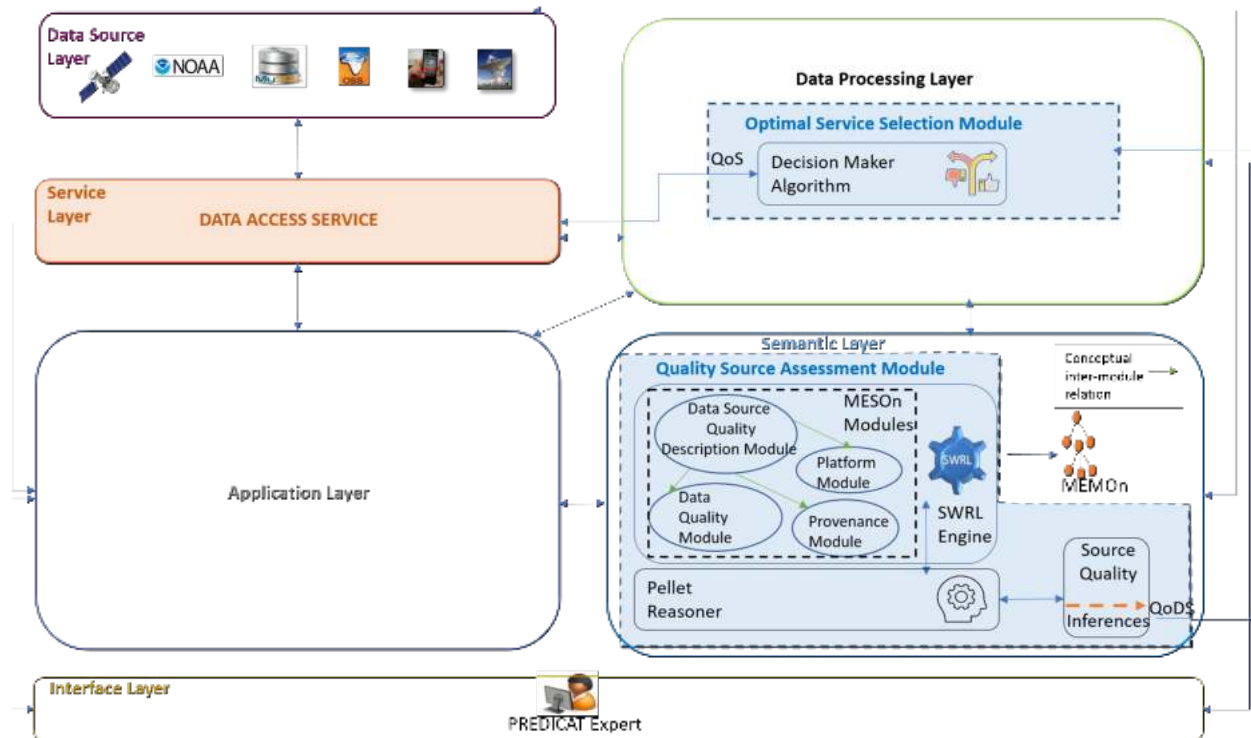 Data Source
Layer
NOAA
OSS
Service
Layer
DATA ACCESS SERVICE
Data Processing Layer
Optimal Service Selection Module
QoS
Decision Maker
Algorithm
Application Layer
Semantic Layer
Quality Source Assessment Module
MESOn
Modules
Data Source
Quality
Description Module
Platform
Module
Data
Quality
Module
Provenance
Module
SWRL
SWRL
Engine
Conceptual
inter-module
relation
MEMOn
Pellet
Reasoner
Source
Quality
Inferences
QoDS
Interface Layer
PREDICAT Expert